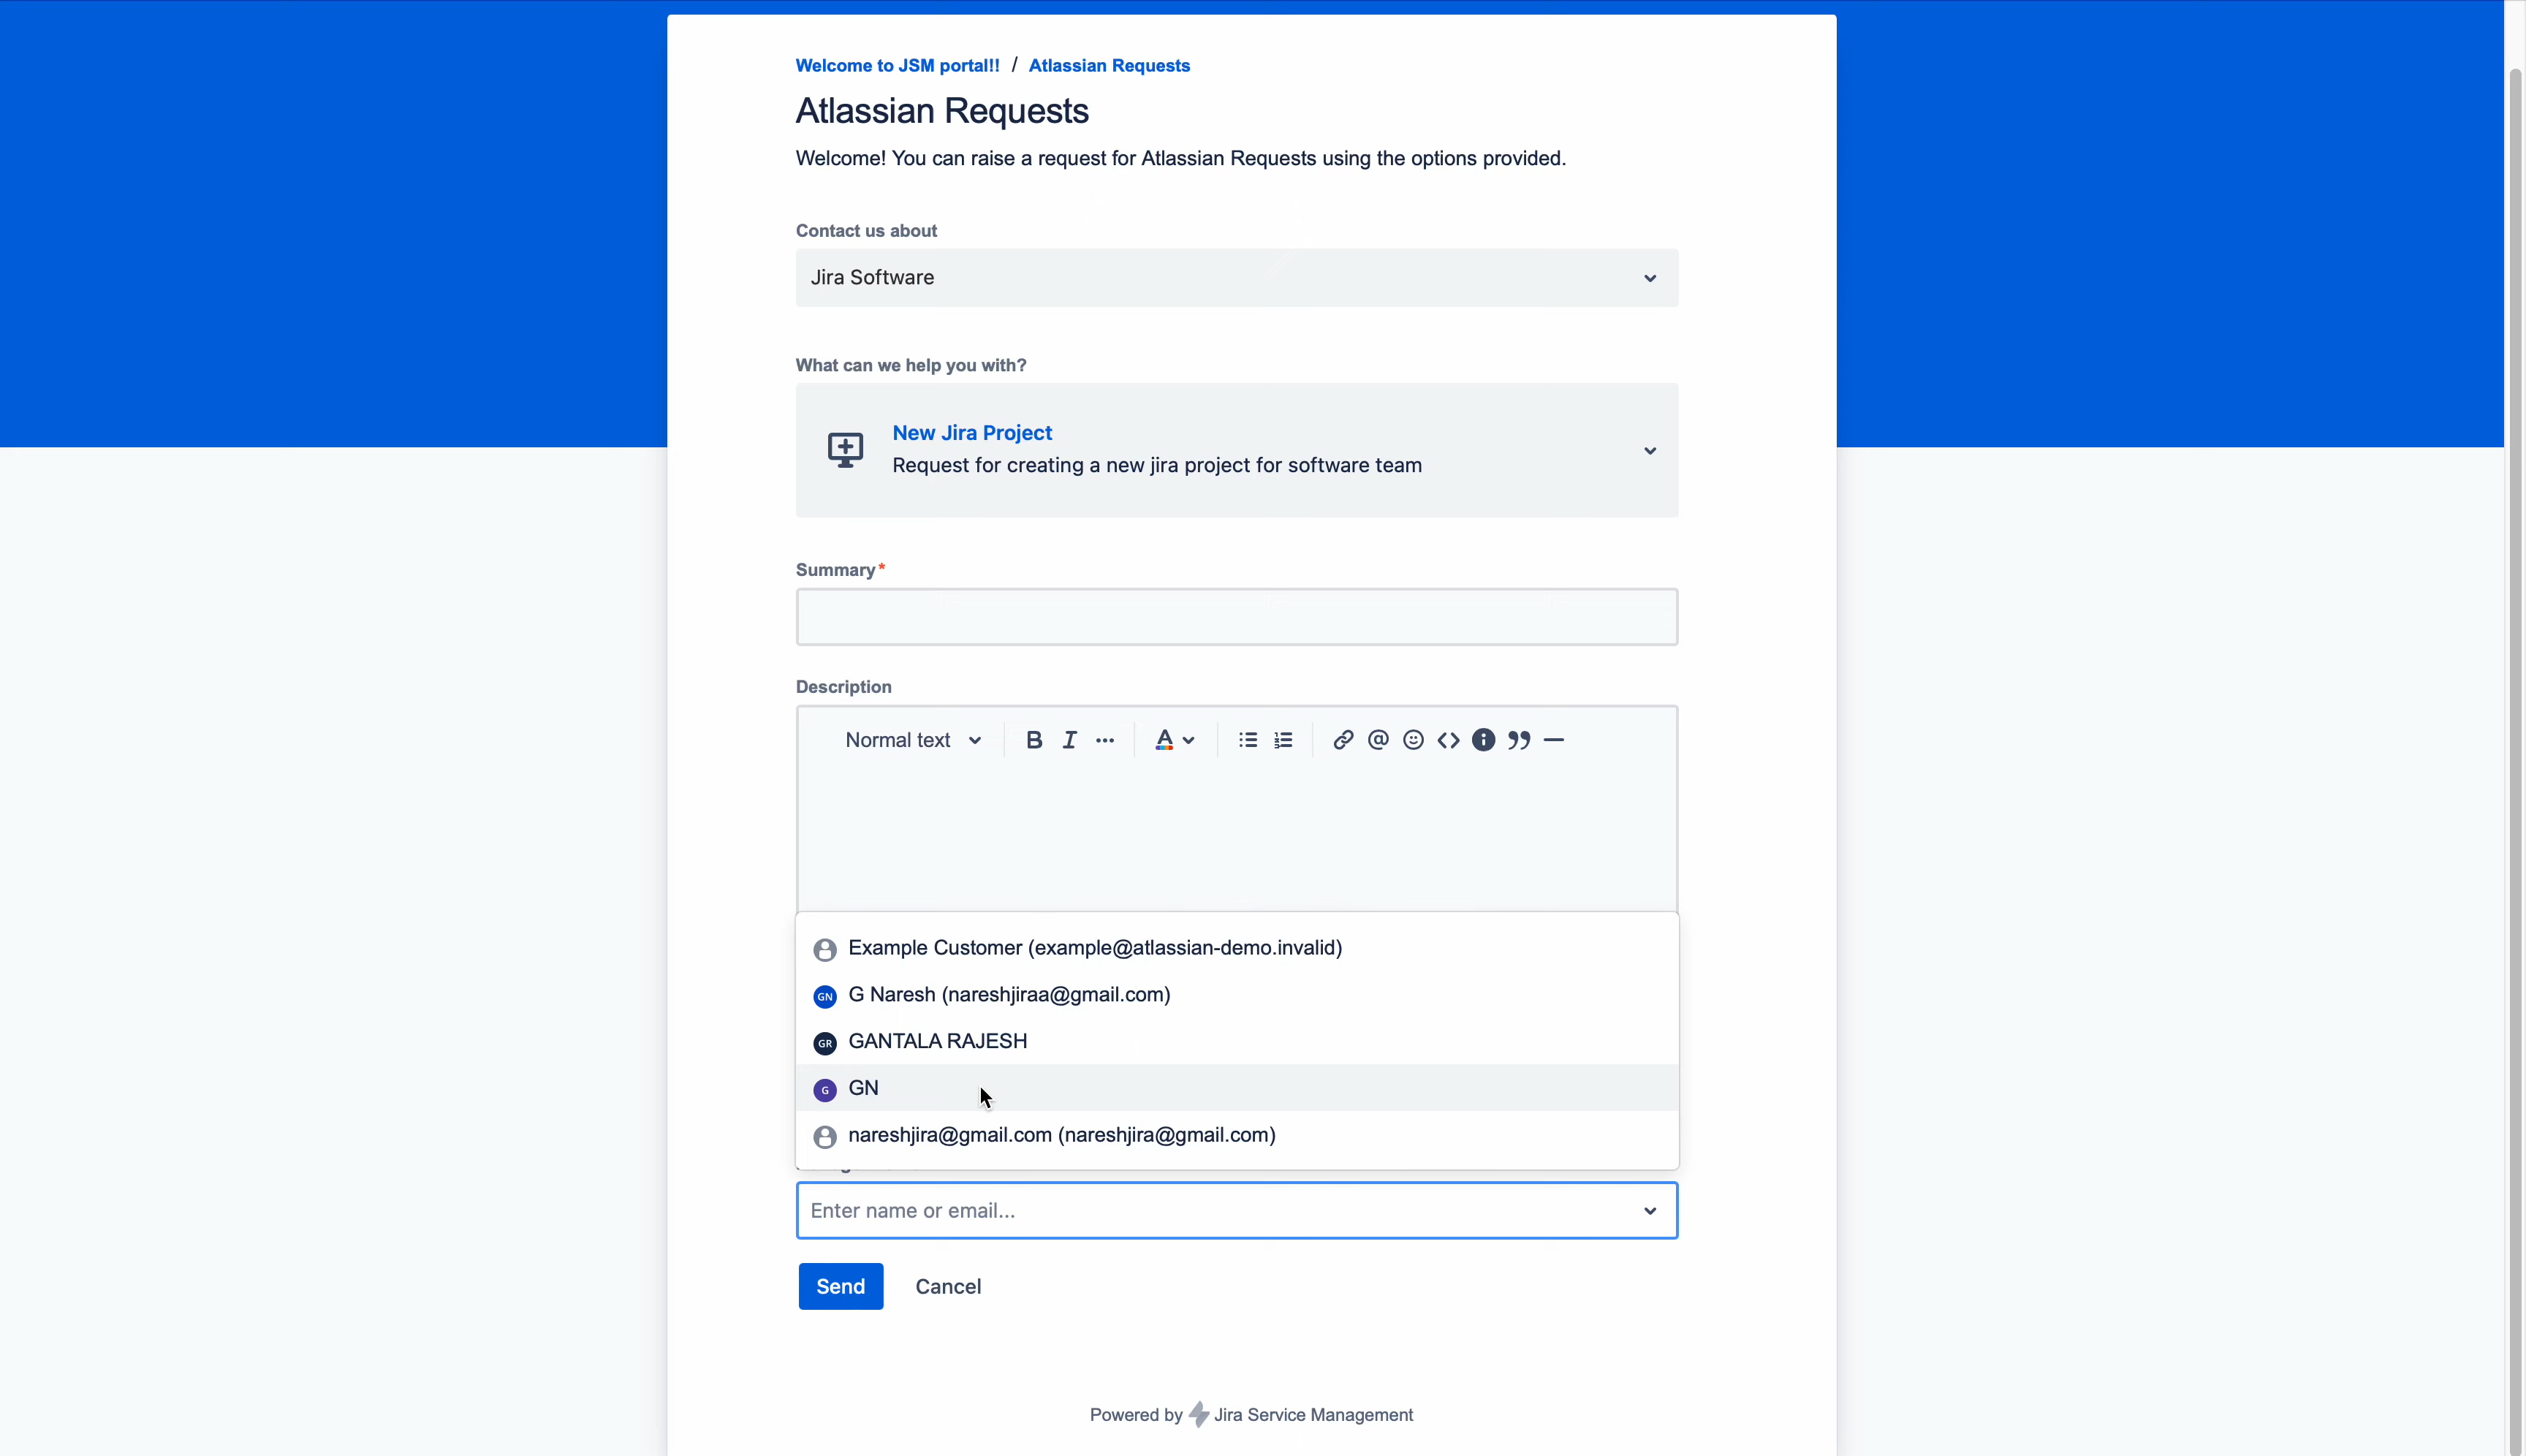 Welcome to JSM portal!! / Atlassian Requests
Atlassian Requests
Welcome! You can raise a request for Atlassian Requests using the options provided.
Contact us about
Jira Software
What can we help you with?
New Jira Project
Request for creating a new jira project for software team
Summary*
Description
Normal text
Example Customer (example@atlassian-demo.invalid)
GN G Naresh (nareshjiraa@gmail.com)
GR GANTALA RAJESH
G GN
nareshjira@gmail.com (nareshjira@gmail.com)
Enter name or email...
Send Cancel
Powered by Jira Service Management